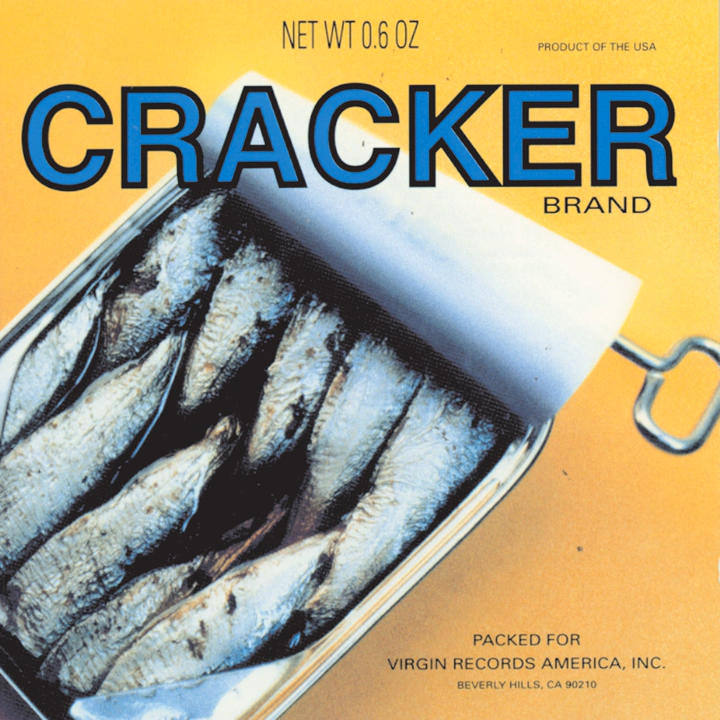 NET WT 0.6 OZ
PRODUCT OF THE USA
CRACKER
BRAND
PACKED FOR
VIRGIN RECORDS AMERICA, INC.
BEVERLY HILLS, CA 90210